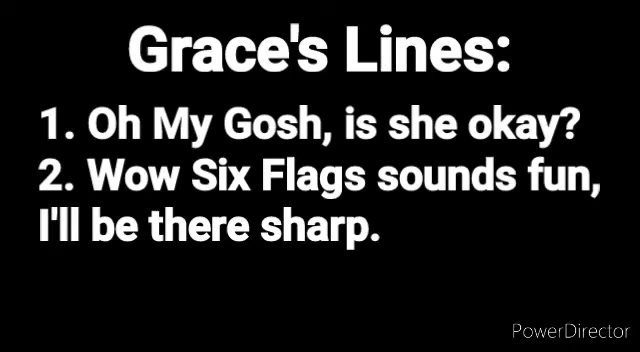 Grace's Lines:
1. Oh My Gosh, is she okay?
2. Wow Six Flags sounds fun,
I'll be there sharp.
PowerDirector